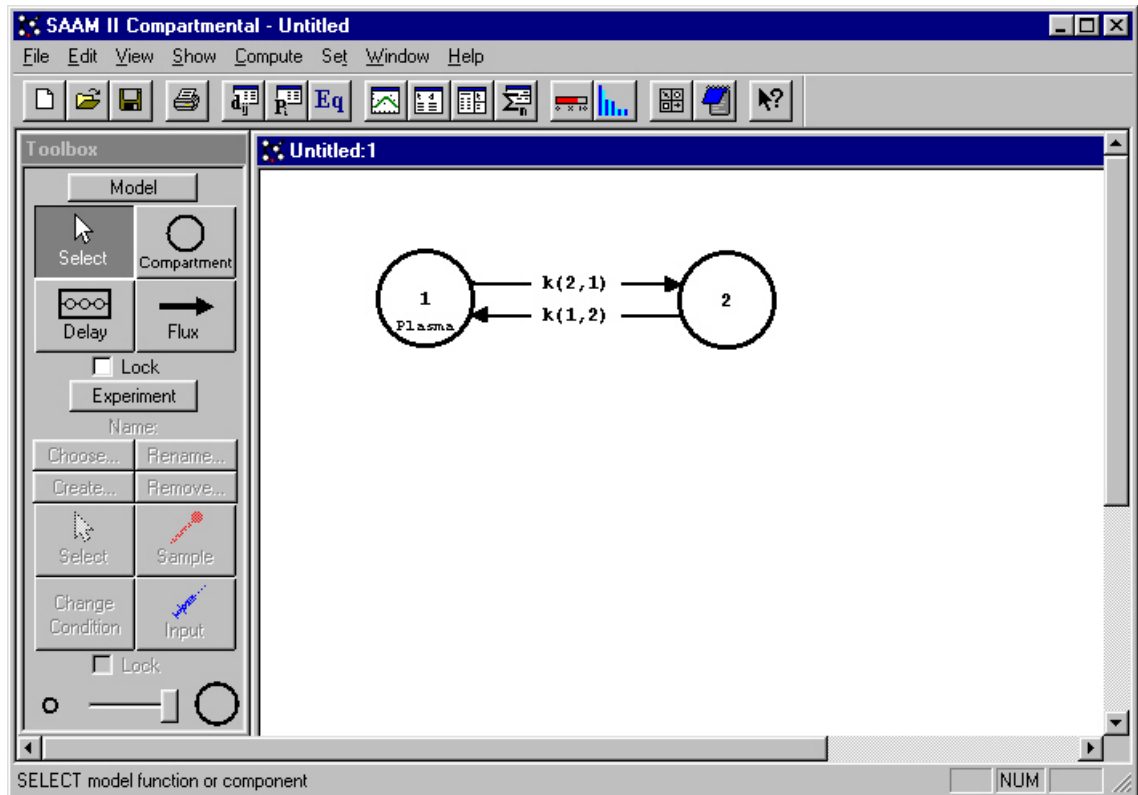 SAAM II Compartmental - Untitled
File Edit View Show Compute Set Window Help
Eq
Toolbox
Untitled:1
Model
Select
Compartment
Delay
Flux
Lock
Experiment
Name:
Choose...
Rename...
Create...
Remove...
Select
Sample
Change
Condition
Input
Lock
1
Plasma
k(2,1)
k(1,2)
2
SELECT model function or component
NUM